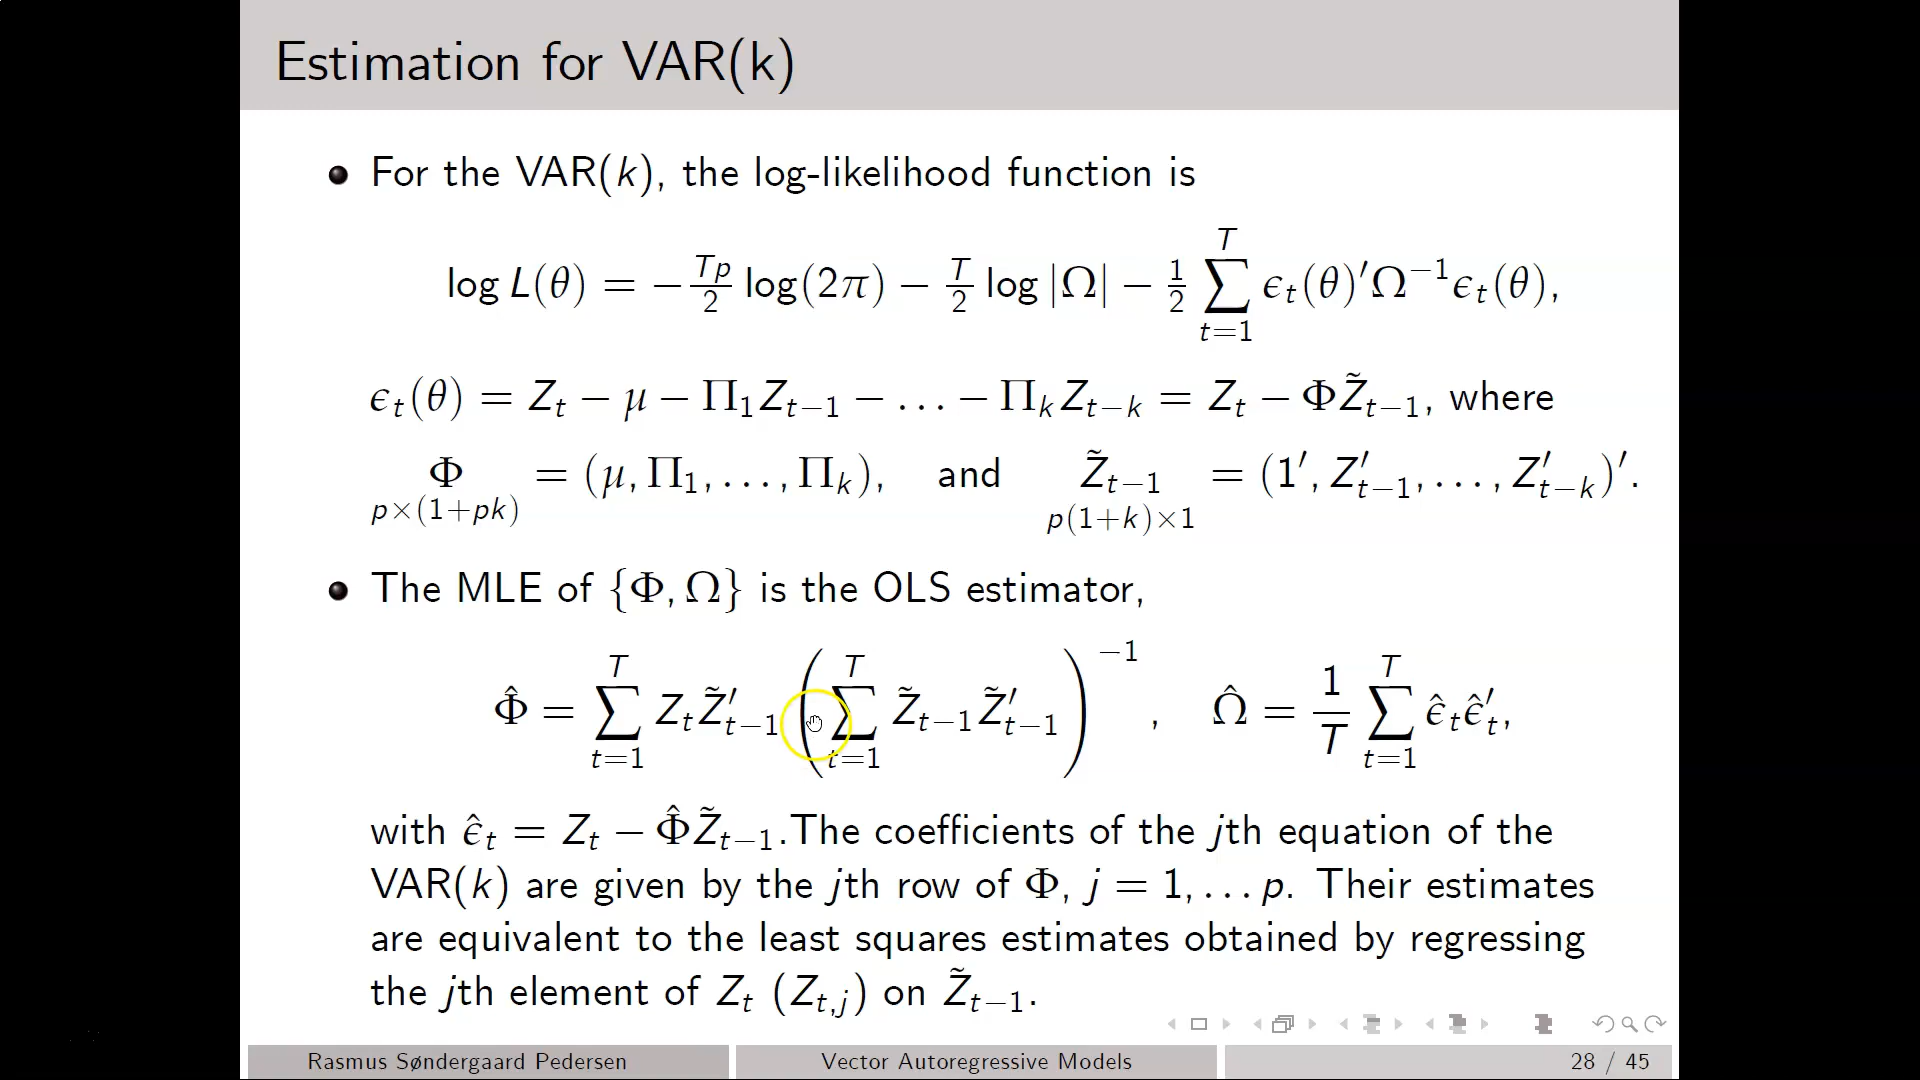 Estimation for VAR(k)
For the VAR(k), the log-likelihood function is
log L(θ) = −Tp/2 log(2π) − T/2 log |Ω| − 1/2 ∑_{t=1}^{T} ϵ_t(θ)′Ω^{−1}ϵ_t(θ),
ϵ_t(θ) = Z_t − μ − Π_1 Z_{t−1} − . . . − Π_k Z_{t−k} = Z_t − ΦZ̃_{t−1}, where
Φ = (μ, Π_1, . . . , Π_k), and Z̃_{t−1} = (1′, Z′_{t−1}, . . . , Z′_{t−k})′.
p×(1+pk) p(1+k)×1
The MLE of {Φ, Ω} is the OLS estimator,
Φ̂ = ∑_{t=1}^{T} Z_t Z̃′_{t−1} (∑_{t=1}^{T} Z̃_{t−1} Z̃′_{t−1})^{−1}, Ω̂ = 1/T ∑_{t=1}^{T} ϵ̂_t ϵ̂′_t,
with ϵ̂_t = Z_t − Φ̂Z̃_{t−1}.The coefficients of the jth equation of the
VAR(k) are given by the jth row of Φ, j = 1, . . . p. Their estimates
are equivalent to the least squares estimates obtained by regressing
the jth element of Z_t (Z_{t,j}) on Z̃_{t−1}.
Rasmus Søndergaard Pedersen Vector Autoregressive Models 28 / 45